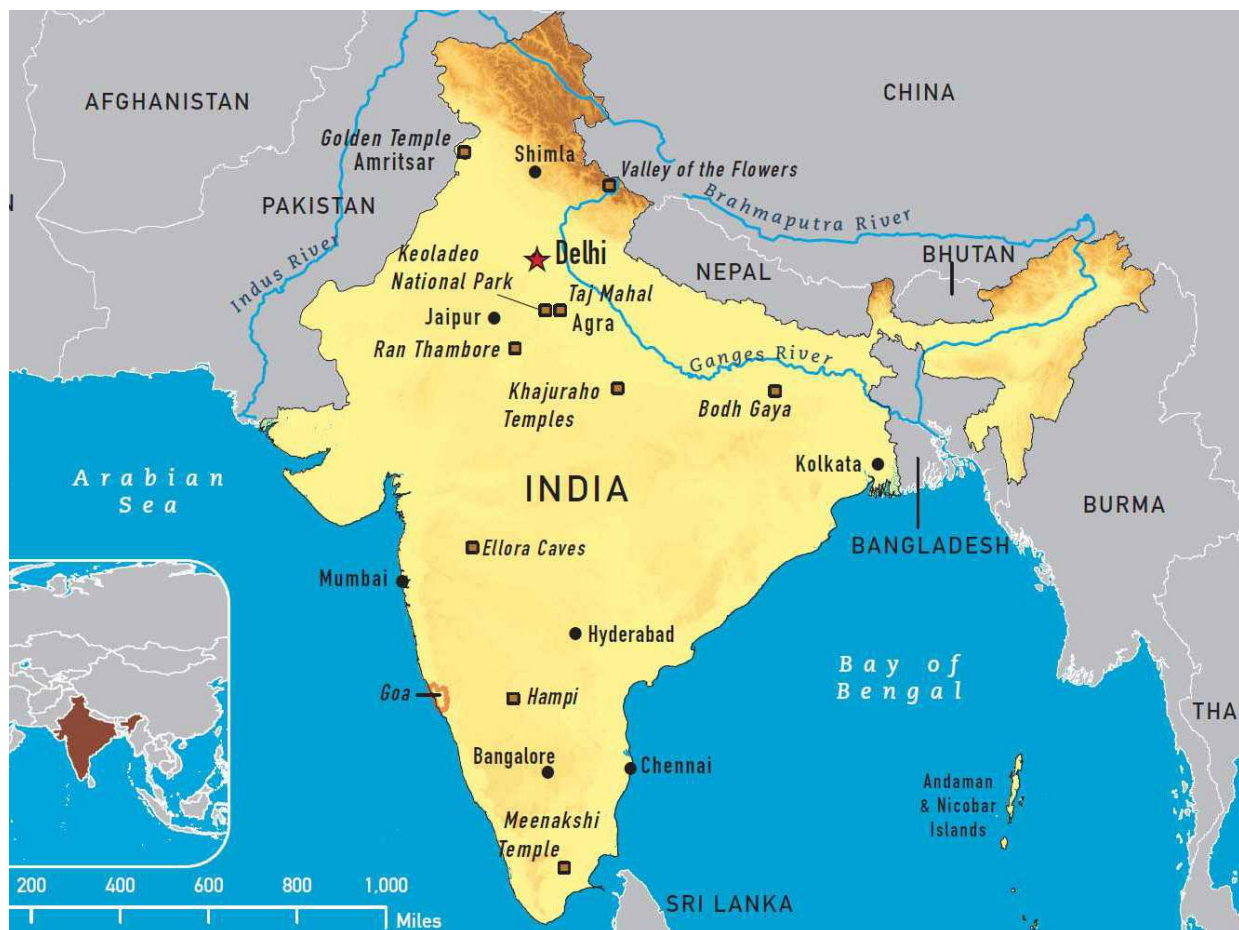 AFGHANISTAN
CHINA
Golden Temple
Amritsar
Shimla
Valley of the Flowers
N
PAKISTAN
Brahmaputra River
Indus River
Keoladeo
National Park
Delhi
NEPAL
BHUTAN
Taj Mahal
Agra
Jaipur
Ran Thambore
Ganges River
Khajuraho
Temples
Bodh Gaya
Arabian
Sea
INDIA
Kolkata
BURMA
BANGLADESH
Ellora Caves
Mumbai
Hyderabad
Bay of
Bengal
Goa
Hampi
THA
Bangalore
Chennai
Andaman
& Nicobar
Islands
Meenakshi
Temple
SRI LANKA
200 400 600 800 1,000
Miles